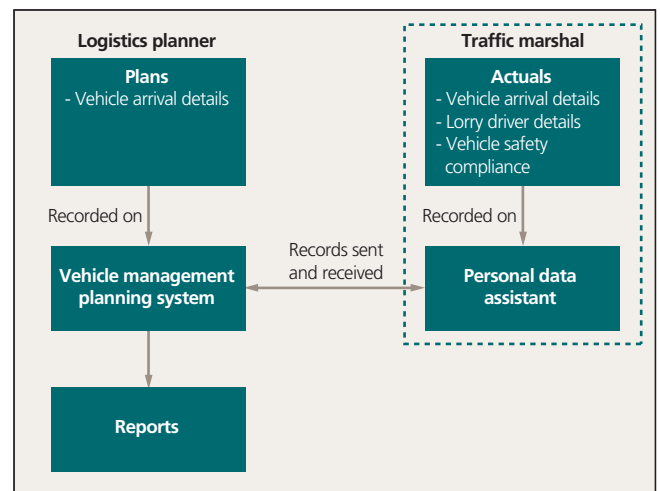 Logistics planner
Plans
- Vehicle arrival details
Recorded on
Vehicle management
planning system
Reports
Records sent
and received
Traffic marshal
Actuals
- Vehicle arrival details
- Lorry driver details
- Vehicle safety
compliance
Recorded on
Personal data
assistant